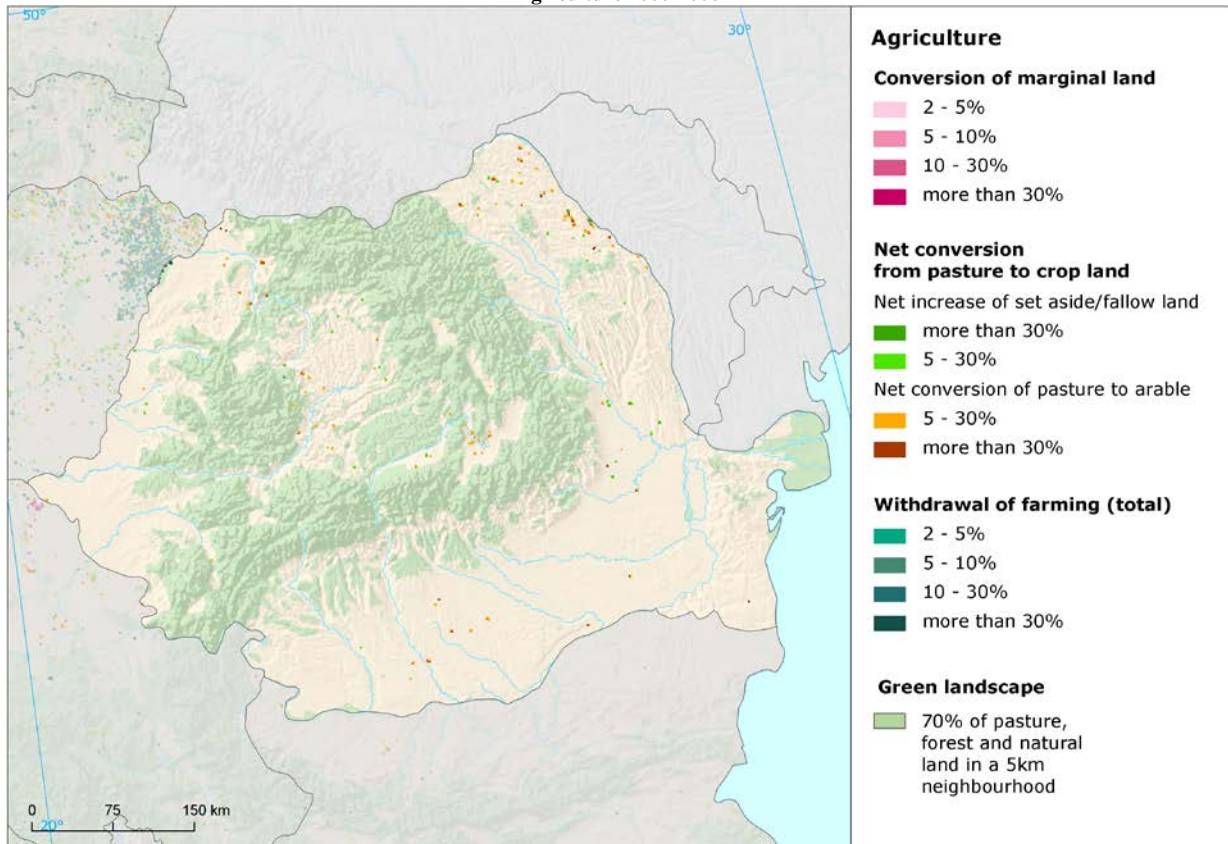 50°
30°
Agriculture
Conversion of marginal land
2 - 5%
5 - 10%
10 - 30%
more than 30%
Net conversion
from pasture to crop land
Net increase of set aside/fallow land
more than 30%
5 - 30%
Net conversion of pasture to arable
5 - 30%
more than 30%
Withdrawal of farming (total)
2 - 5%
5 - 10%
10 - 30%
more than 30%
Green landscape
70% of pasture,
forest and natural
land in a 5km
neighbourhood
0 75 150 km
20°